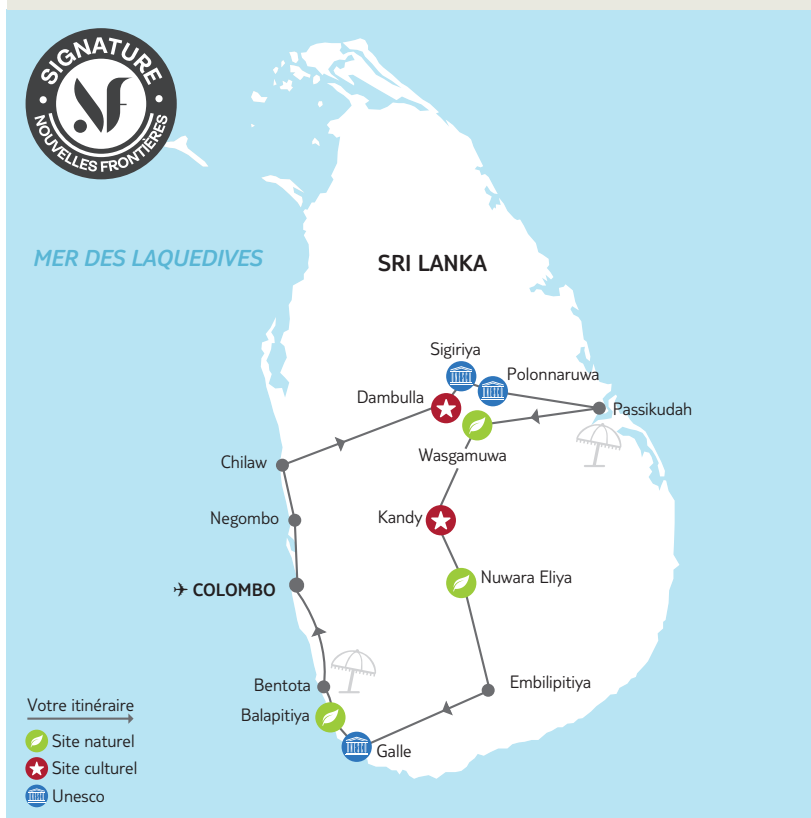 SIGNATURE
NF
NOUVELLES FRONTIÈRES
MER DES LAQUEDIVES
SRI LANKA
Sigiriya
Polonnaruwa
Dambulla
Passikudah
Wasgamuwa
Chilaw
Negombo
Kandy
Nuwara Eliya
COLOMBO
Bentota
Embilipitiya
Balapitiya
Galle
Votre itinéraire
Site naturel
Site culturel
Unesco